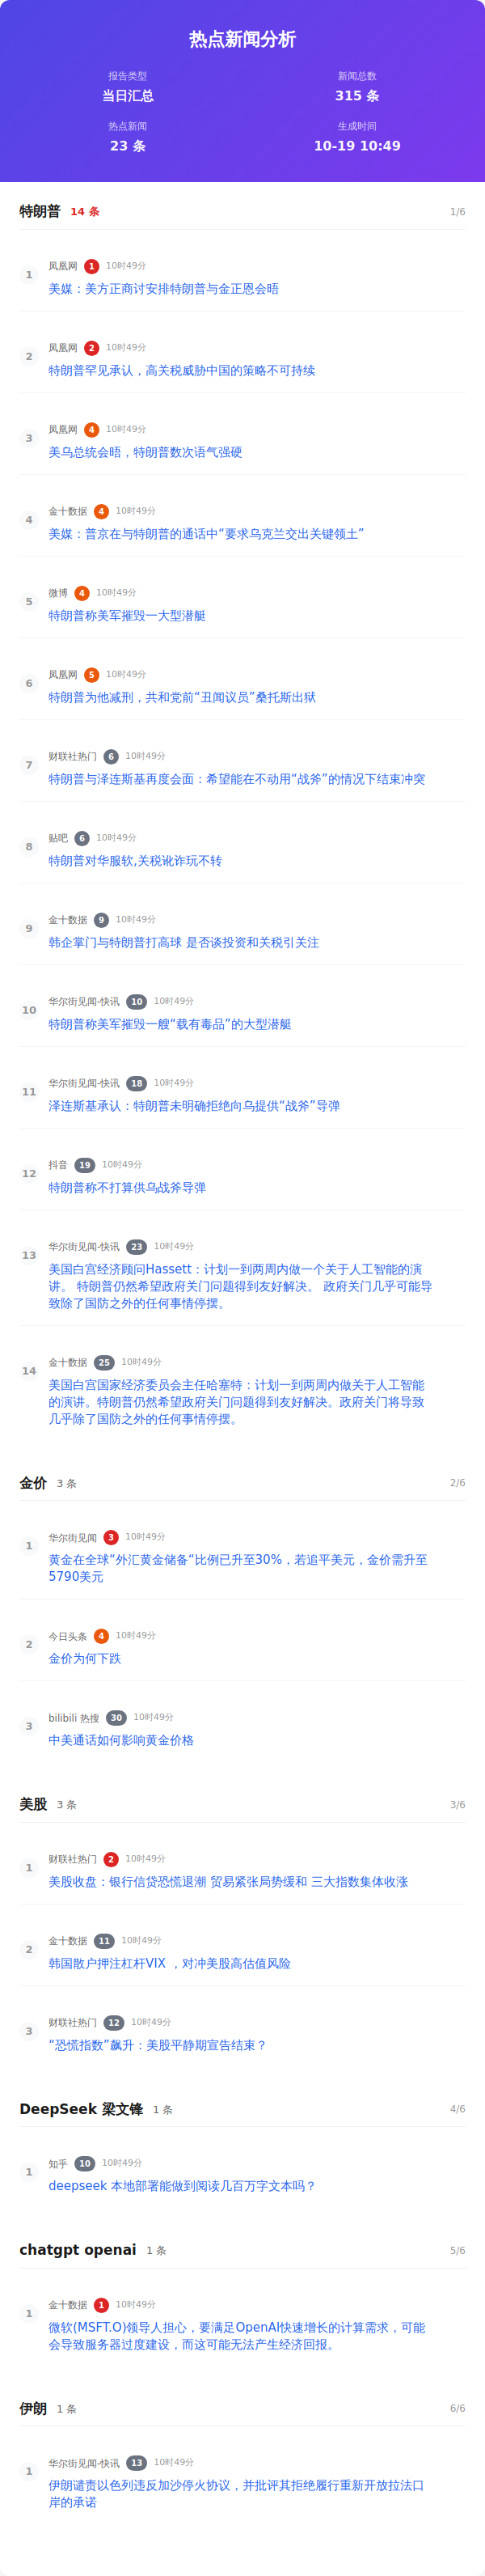 热点新闻分析
报告类型
新闻总数
当日汇总
315 条
热点新闻
生成时间
23 条
10-19 10:49
特朗普 14 条 1/6
1
凤凰网 1 10时49分
美媒：美方正商讨安排特朗普与金正恩会晤
2
凤凰网 2 10时49分
特朗普罕见承认，高关税威胁中国的策略不可持续
3
凤凰网 4 10时49分
美乌总统会晤，特朗普数次语气强硬
4
金十数据 4 10时49分
美媒：普京在与特朗普的通话中“要求乌克兰交出关键领土”
5
微博 4 10时49分
特朗普称美军摧毁一大型潜艇
6
凤凰网 5 10时49分
特朗普为他减刑，共和党前“丑闻议员”桑托斯出狱
7
财联社热门 6 10时49分
特朗普与泽连斯基再度会面：希望能在不动用“战斧”的情况下结束冲突
8
贴吧 6 10时49分
特朗普对华服软,关税讹诈玩不转
9
金十数据 9 10时49分
韩企掌门与特朗普打高球 是否谈投资和关税引关注
10
华尔街见闻-快讯 10 10时49分
特朗普称美军摧毁一艘“载有毒品”的大型潜艇
11
华尔街见闻-快讯 18 10时49分
泽连斯基承认：特朗普未明确拒绝向乌提供“战斧”导弹
12
抖音 19 10时49分
特朗普称不打算供乌战斧导弹
13
华尔街见闻-快讯 23 10时49分
美国白宫经济顾问Hassett：计划一到两周内做一个关于人工智能的演
讲。 特朗普仍然希望政府关门问题得到友好解决。 政府关门几乎可能导
致除了国防之外的任何事情停摆。
14
金十数据 25 10时49分
美国白宫国家经济委员会主任哈塞特：计划一到两周内做关于人工智能
的演讲。特朗普仍然希望政府关门问题得到友好解决。政府关门将导致
几乎除了国防之外的任何事情停摆。
金价 3 条 2/6
1
华尔街见闻 3 10时49分
黄金在全球“外汇黄金储备“比例已升至30%，若追平美元，金价需升至
5790美元
2
今日头条 4 10时49分
金价为何下跌
3
bilibili 热搜 30 10时49分
中美通话如何影响黄金价格
美股 3 条 3/6
1
财联社热门 2 10时49分
美股收盘：银行信贷恐慌退潮 贸易紧张局势缓和 三大指数集体收涨
2
金十数据 11 10时49分
韩国散户押注杠杆VIX ，对冲美股高估值风险
3
财联社热门 12 10时49分
“恐慌指数”飙升：美股平静期宣告结束？
DeepSeek 梁文锋 1 条 4/6
1
知乎 10 10时49分
deepseek 本地部署能做到阅读几百万字文本吗？
chatgpt openai 1 条 5/6
1
金十数据 1 10时49分
微软(MSFT.O)领导人担心，要满足OpenAI快速增长的计算需求，可能
会导致服务器过度建设，而这可能无法产生经济回报。
伊朗 1 条 6/6
1
华尔街见闻-快讯 13 10时49分
伊朗谴责以色列违反加沙停火协议，并批评其拒绝履行重新开放拉法口
岸的承诺